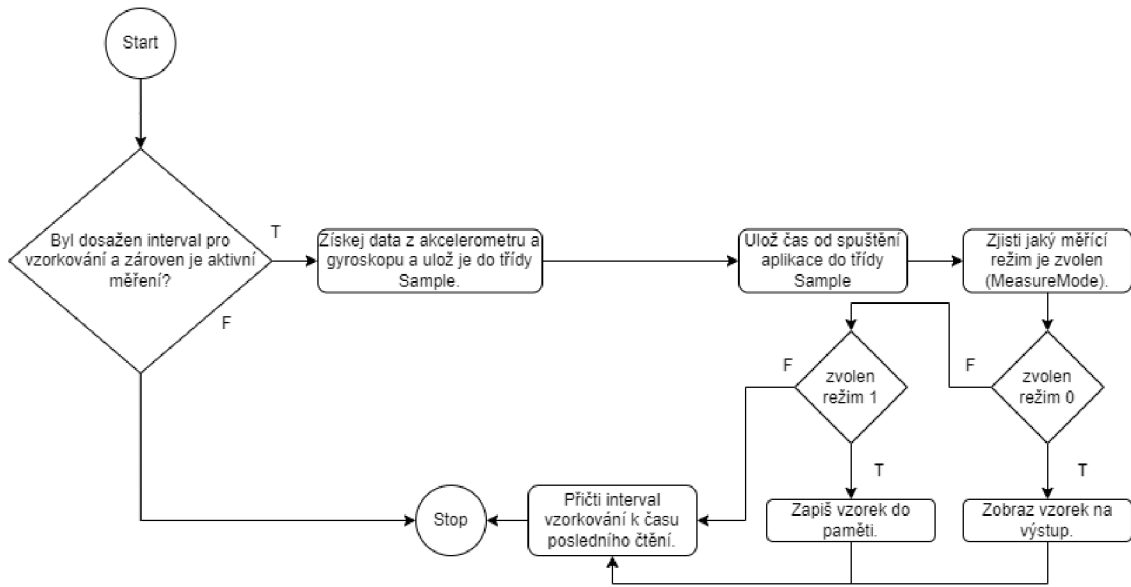 Start
Byl dosažen interval pro
vzorkování a zároven je aktivní
měření?
T
F
Získej data z akcelerometru a
gyroskopu a ulož je do třídy
Sample.
Ulož čas od spuštění
aplikace do třídy
Sample
Zjisti jaký měřící
režim je zvolen
(MeasureMode).
zvolen
režim 0
F
T
zvolen
režim 1
F
T
Zobraz vzorek na
výstup.
Zapiš vzorek do
paměti.
Přičti interval
vzorkování k času
posledního čtění.
Stop